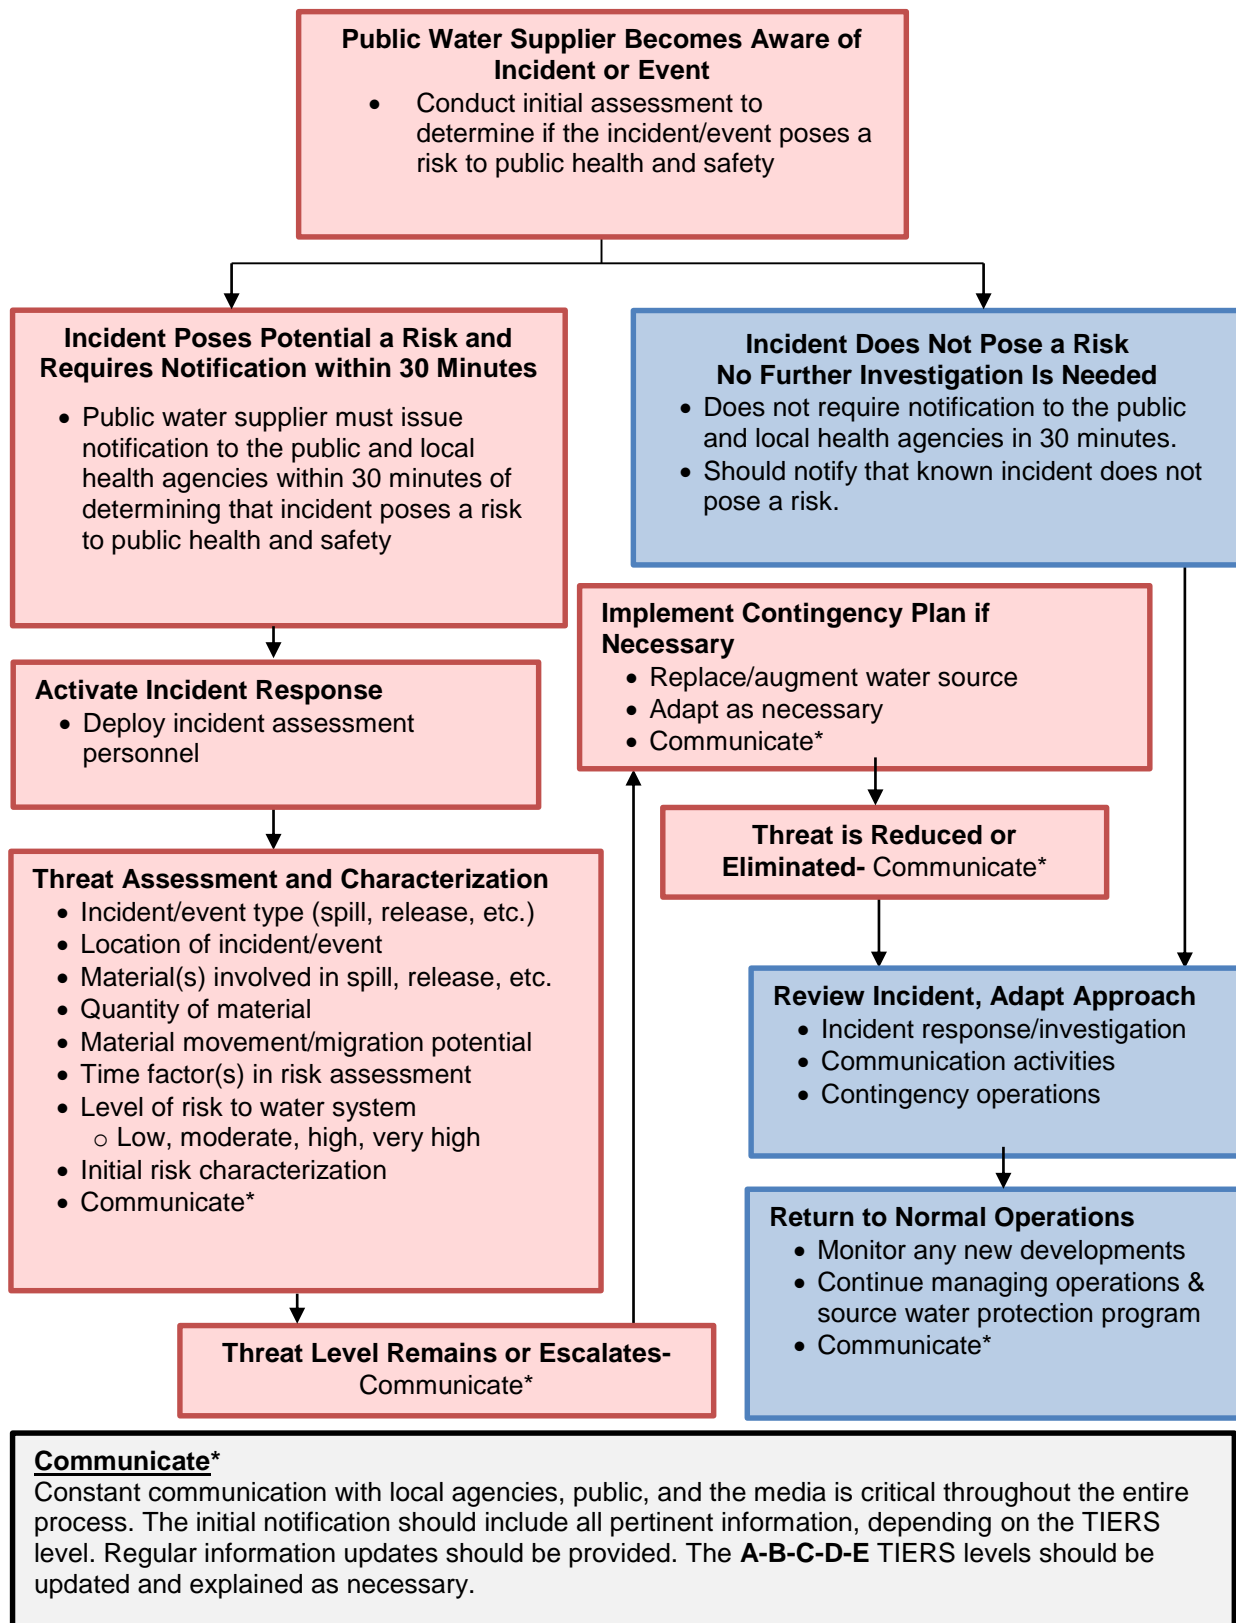 Public Water Supplier Becomes Aware of
Incident or Event
• Conduct initial assessment to
determine if the incident/event poses a
risk to public health and safety
Incident Poses Potential a Risk and
Requires Notification within 30 Minutes
• Public water supplier must issue
notification to the public and local
health agencies within 30 minutes of
determining that incident poses a risk
to public health and safety
Incident Does Not Pose a Risk
No Further Investigation Is Needed
• Does not require notification to the public
and local health agencies in 30 minutes.
• Should notify that known incident does not
pose a risk.
Activate Incident Response
• Deploy incident assessment
personnel
Implement Contingency Plan if
Necessary
• Replace/augment water source
• Adapt as necessary
• Communicate*
Threat is Reduced or
Eliminated- Communicate*
Threat Assessment and Characterization
• Incident/event type (spill, release, etc.)
• Location of incident/event
• Material(s) involved in spill, release, etc.
• Quantity of material
• Material movement/migration potential
• Time factor(s) in risk assessment
• Level of risk to water system
o Low, moderate, high, very high
• Initial risk characterization
• Communicate*
Review Incident, Adapt Approach
• Incident response/investigation
• Communication activities
• Contingency operations
Return to Normal Operations
• Monitor any new developments
• Continue managing operations &
source water protection program
• Communicate*
Threat Level Remains or Escalates-
Communicate*
Communicate*
Constant communication with local agencies, public, and the media is critical throughout the entire
process. The initial notification should include all pertinent information, depending on the TIERS
level. Regular information updates should be provided. The A-B-C-D-E TIERS levels should be
updated and explained as necessary.